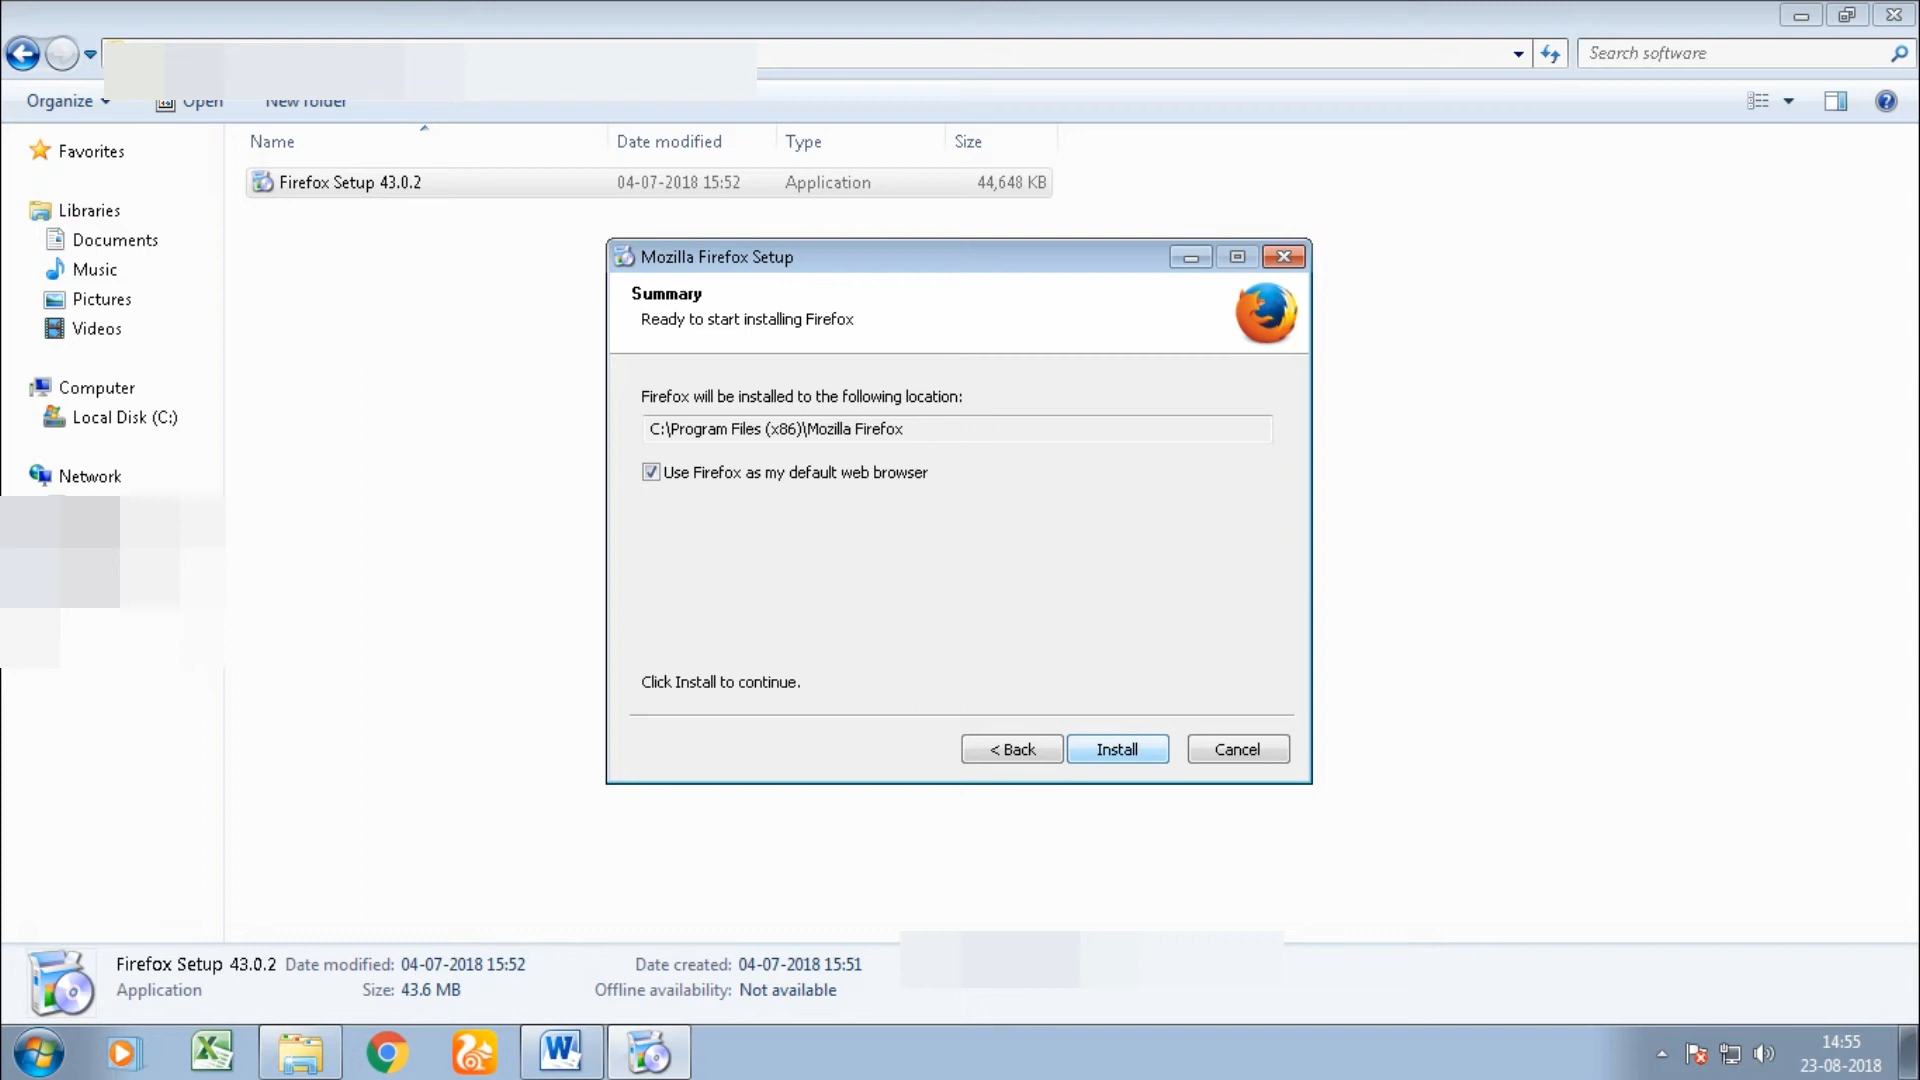 Search software
Organize
Open
New folder
Name
Date modified
Type
Size
Favorites
Firefox Setup 43.0.2
04-07-2018 15:52
Application
44,648 KB
Libraries
Documents
Music
Pictures
Videos
Computer
Local Disk (C:)
Network
Mozilla Firefox Setup
Summary
Ready to start installing Firefox
Firefox will be installed to the following location:
C:\Program Files (x86)\Mozilla Firefox
Use Firefox as my default web browser
Click Install to continue.
< Back
Install
Cancel
Firefox Setup 43.0.2 Date modified: 04-07-2018 15:52 Date created: 04-07-2018 15:51
Application Size: 43.6 MB Offline availability: Not available
14:55
23-08-2018